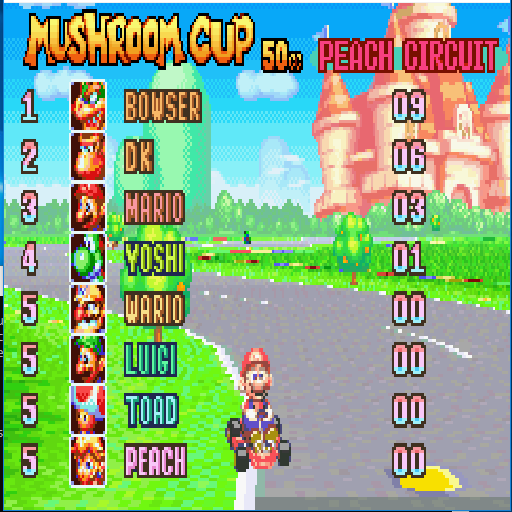 MUSHROOM CUP 50cc PEACH CIRCUIT
1 BOWSER 09
2 DK 06
3 MARIO 03
4 YOSHI 01
5 WARIO 00
5 LUIGI 00
5 TOAD 00
5 PEACH 00